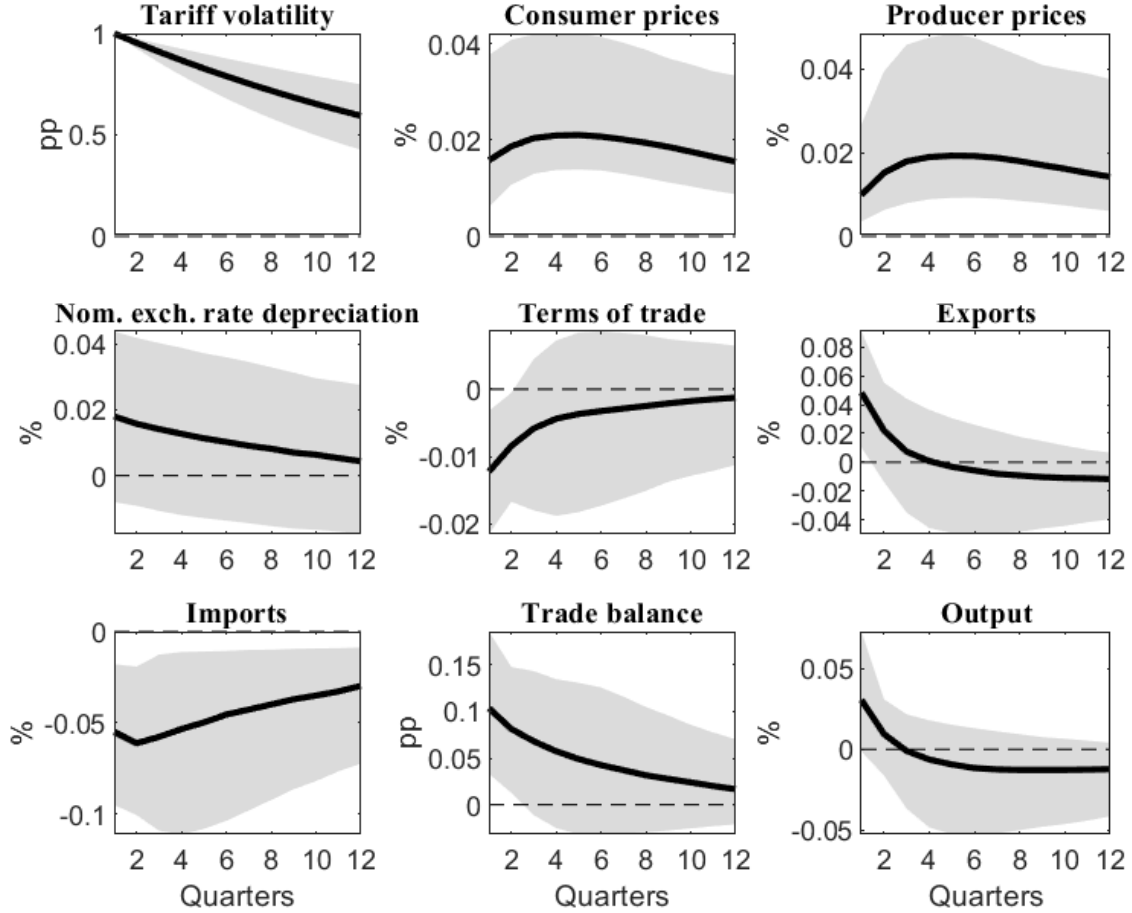 Tariff volatility
pp
1
0.5
0
2 4 6 8 10 12
Consumer prices
%
0.04
0.02
0
2 4 6 8 10 12
Producer prices
%
0.04
0.02
0
2 4 6 8 10 12
Nom. exch. rate depreciation
%
0.04
0.02
0
2 4 6 8 10 12
Terms of trade
%
0
-0.01
-0.02
2 4 6 8 10 12
Exports
%
0.08
0.06
0.04
0.02
0
-0.02
-0.04
2 4 6 8 10 12
Imports
%
0
-0.05
-0.1
2 4 6 8 10 12
Quarters
Trade balance
pp
0.15
0.1
0.05
0
2 4 6 8 10 12
Quarters
Output
%
0.05
0
-0.05
2 4 6 8 10 12
Quarters